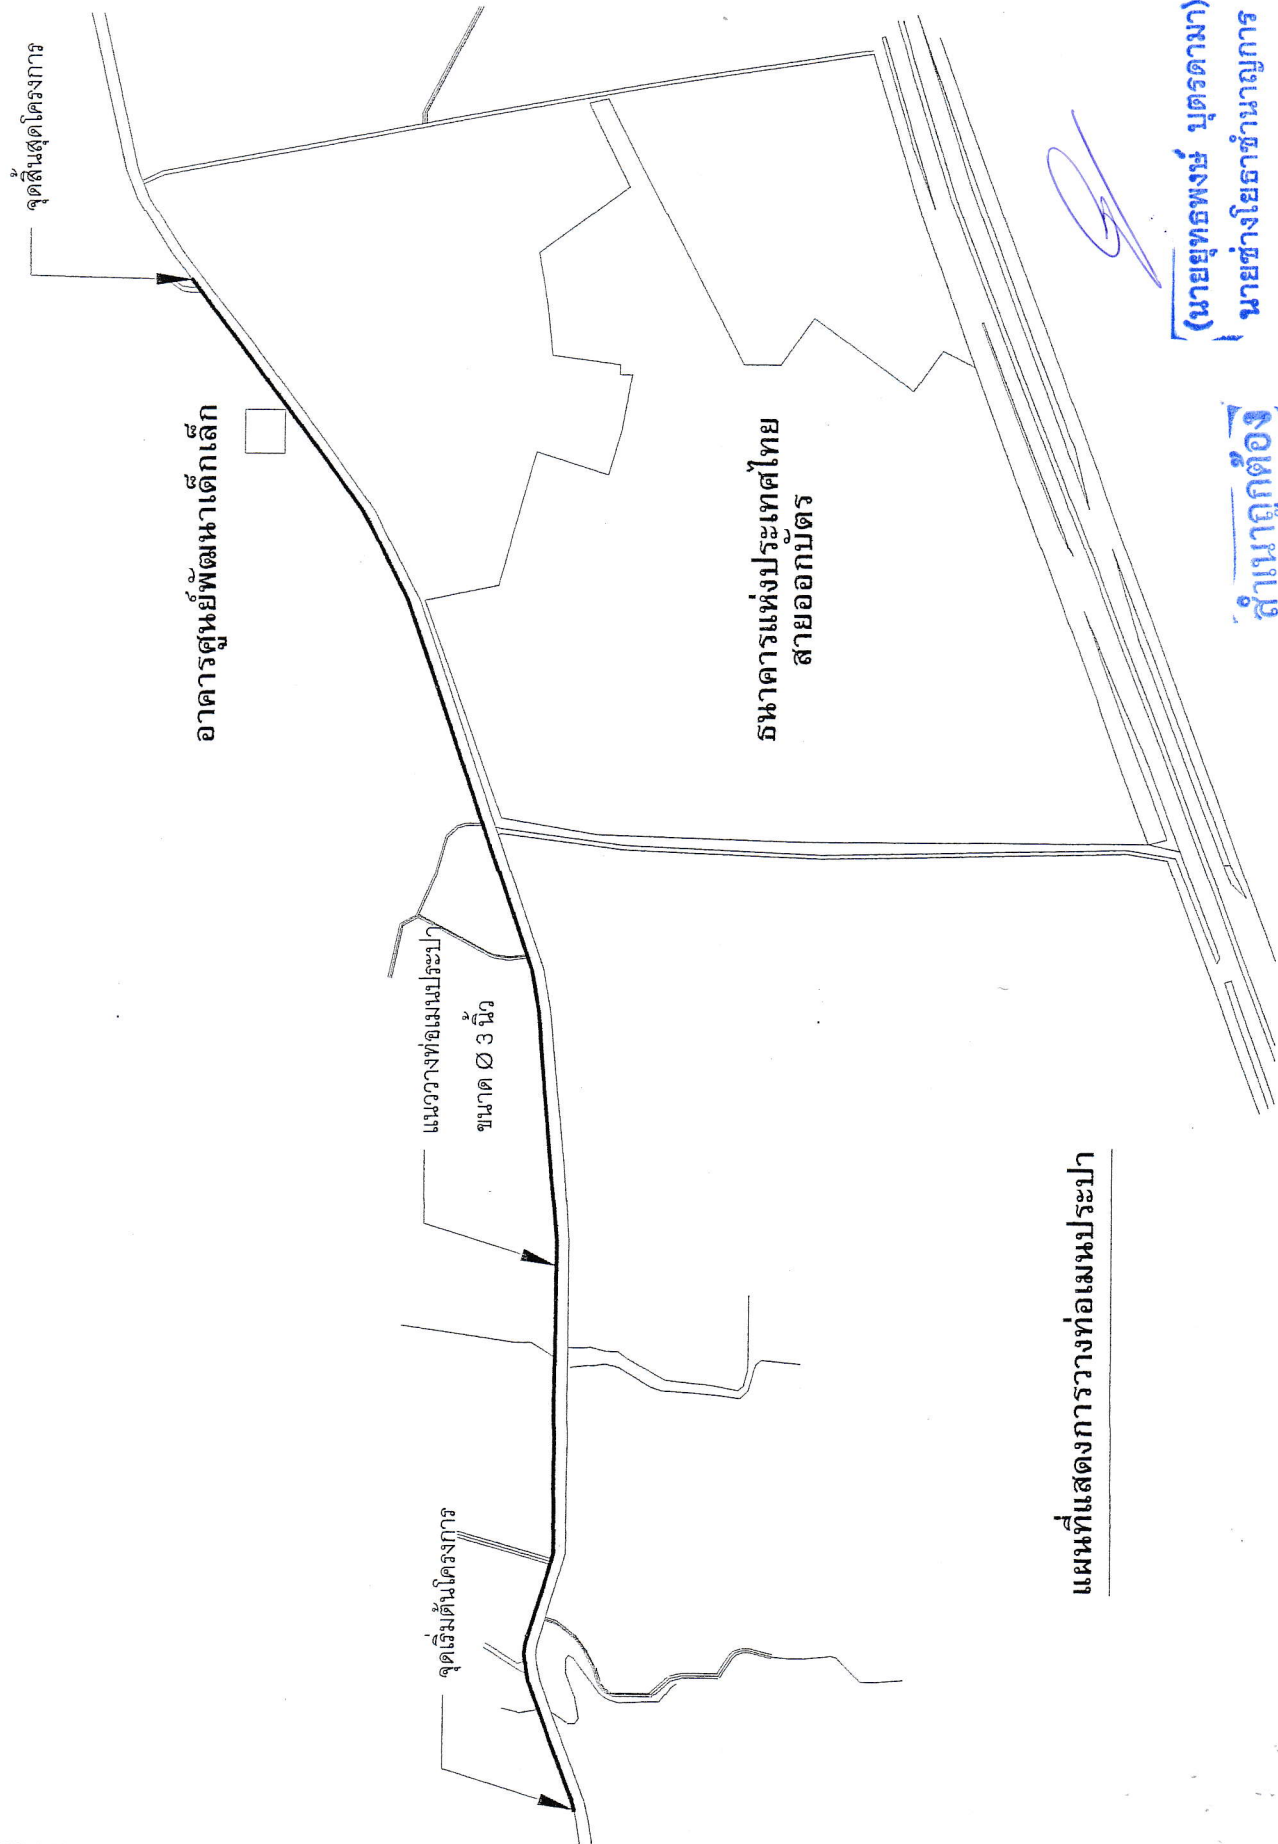 จุดสิ้นสุดโครงการ
อาคารศูนย์พัฒนาเด็กเล็ก
แนววางท่อเมนประปา
ขนาด Ø 3 นิ้ว
จุดเริ่มต้นโครงการ
ธนาคารแห่งประเทศไทย
สายออกบัตร
แผนที่แสดงการวางท่อเมนประปา
สำเนาถูกต้อง
(นายยุทธพงษ์ บุตรดามา)
นายช่างโยธาชำนาญการ